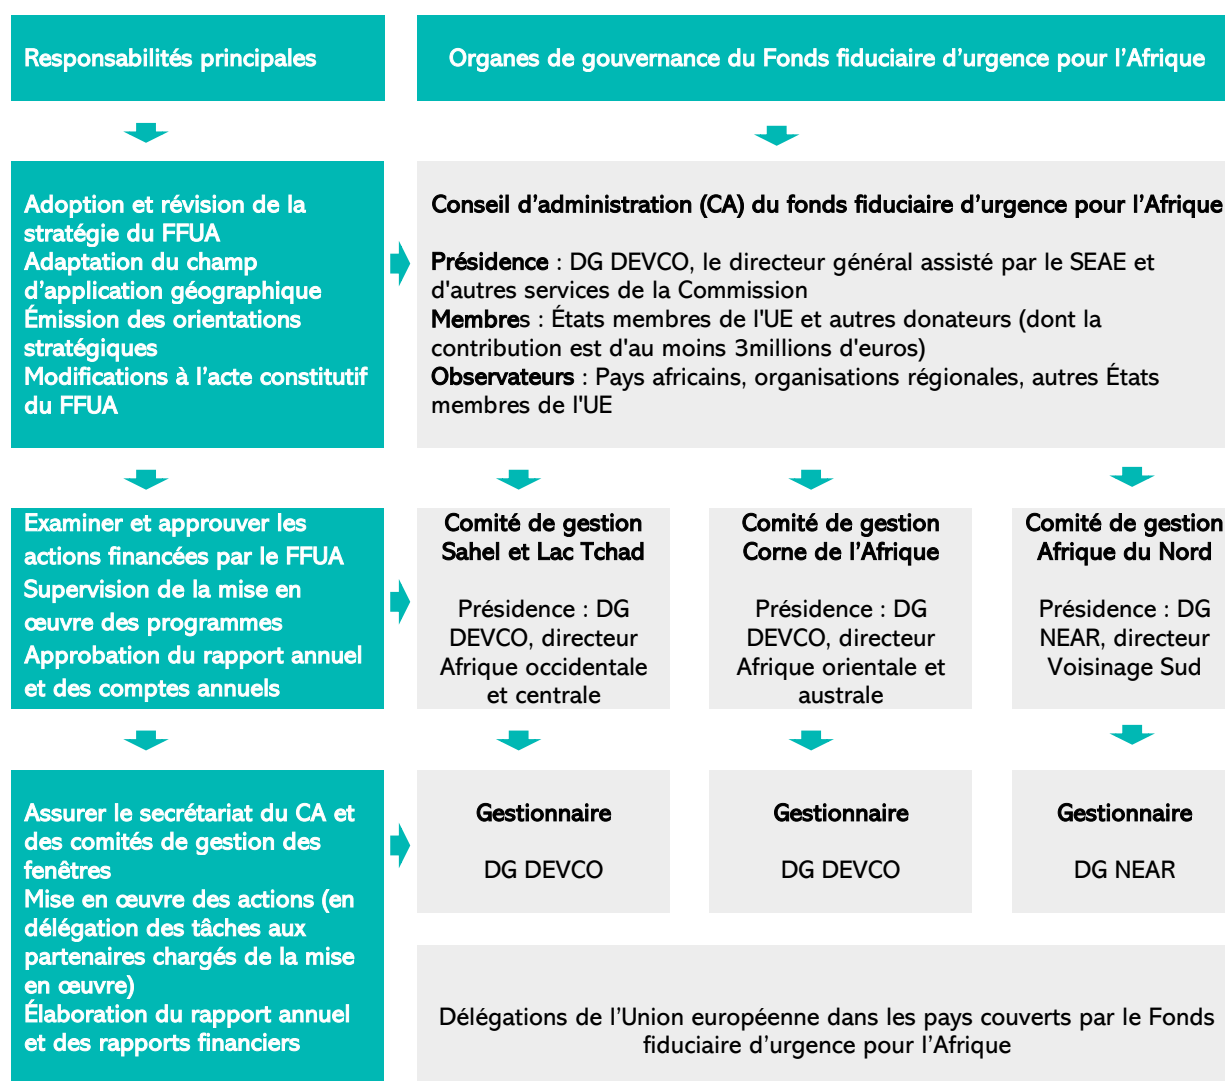 Responsabilités principales
Organes de gouvernance du Fonds fiduciaire d’urgence pour l’Afrique
Adoption et révision de la
stratégie du FFUA
Adaptation du champ
d’application géographique
Émission des orientations
stratégiques
Modifications à l’acte constitutif
du FFUA
Conseil d’administration (CA) du fonds fiduciaire d’urgence pour l’Afrique
Présidence : DG DEVCO, le directeur général assisté par le SEAE et
d'autres services de la Commission
Membres : États membres de l'UE et autres donateurs (dont la
contribution est d'au moins 3millions d'euros)
Observateurs : Pays africains, organisations régionales, autres États
membres de l'UE
Examiner et approuver les
actions financées par le FFUA
Supervision de la mise en
œuvre des programmes
Approbation du rapport annuel
et des comptes annuels
Comité de gestion
Sahel et Lac Tchad
Présidence : DG
DEVCO, directeur
Afrique occidentale
et centrale
Comité de gestion
Corne de l’Afrique
Présidence : DG
DEVCO, directeur
Afrique orientale et
australe
Comité de gestion
Afrique du Nord
Présidence : DG
NEAR, directeur
Voisinage Sud
Assurer le secrétariat du CA et
des comités de gestion des
fenêtres
Mise en œuvre des actions (en
délégation des tâches aux
partenaires chargés de la mise
en œuvre)
Élaboration du rapport annuel
et des rapports financiers
Gestionnaire
DG DEVCO
Gestionnaire
DG DEVCO
Gestionnaire
DG NEAR
Délégations de l’Union européenne dans les pays couverts par le Fonds
fiduciaire d’urgence pour l’Afrique